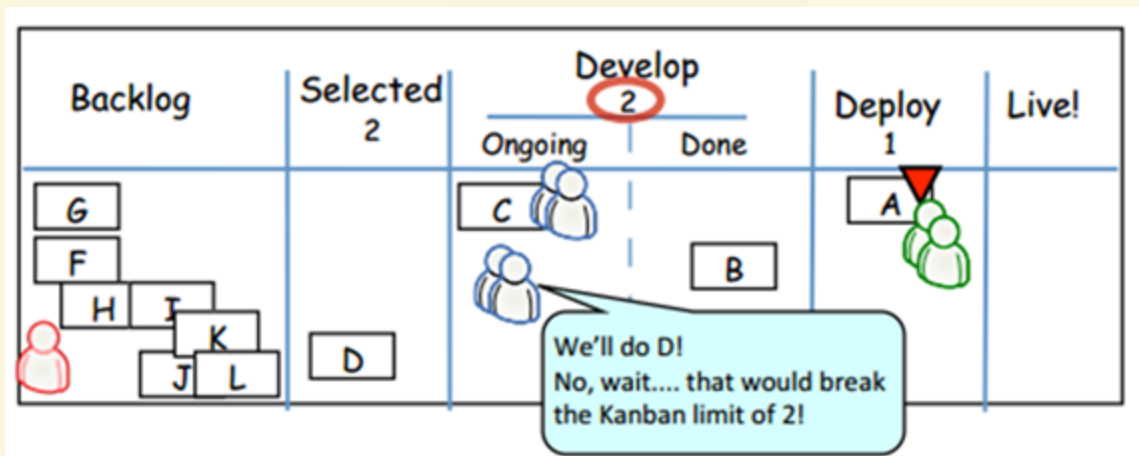 Backlog
Selected
2
Develop
2
Ongoing
Done
Deploy
1
Live!
G
F
H
I
K
J
L
D
C
B
A
We'll do D!
No, wait.... that would break
the Kanban limit of 2!